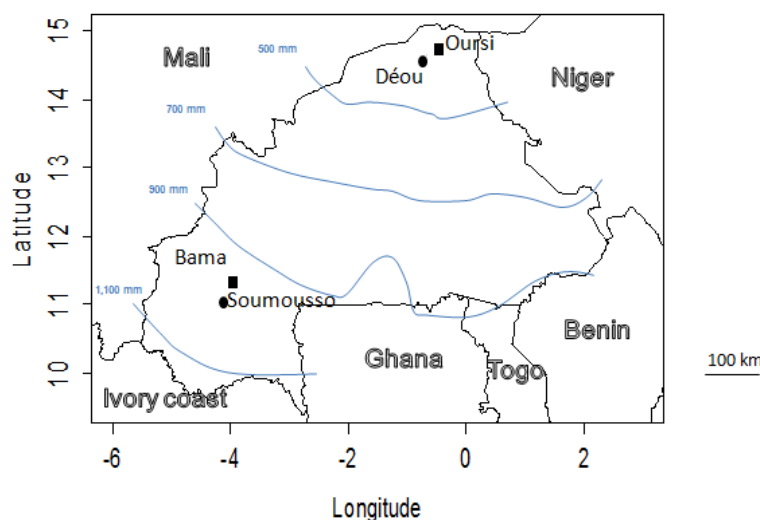 15
14
13
12
11
10
Latitude
Mali
500 mm
Oursi
Déou
Niger
700 mm
900 mm
Bama
1,100 mm
Soumousso
Ghana
Togo
Benin
Ivory coast
100 km
-6 -4 -2 0 2
Longitude